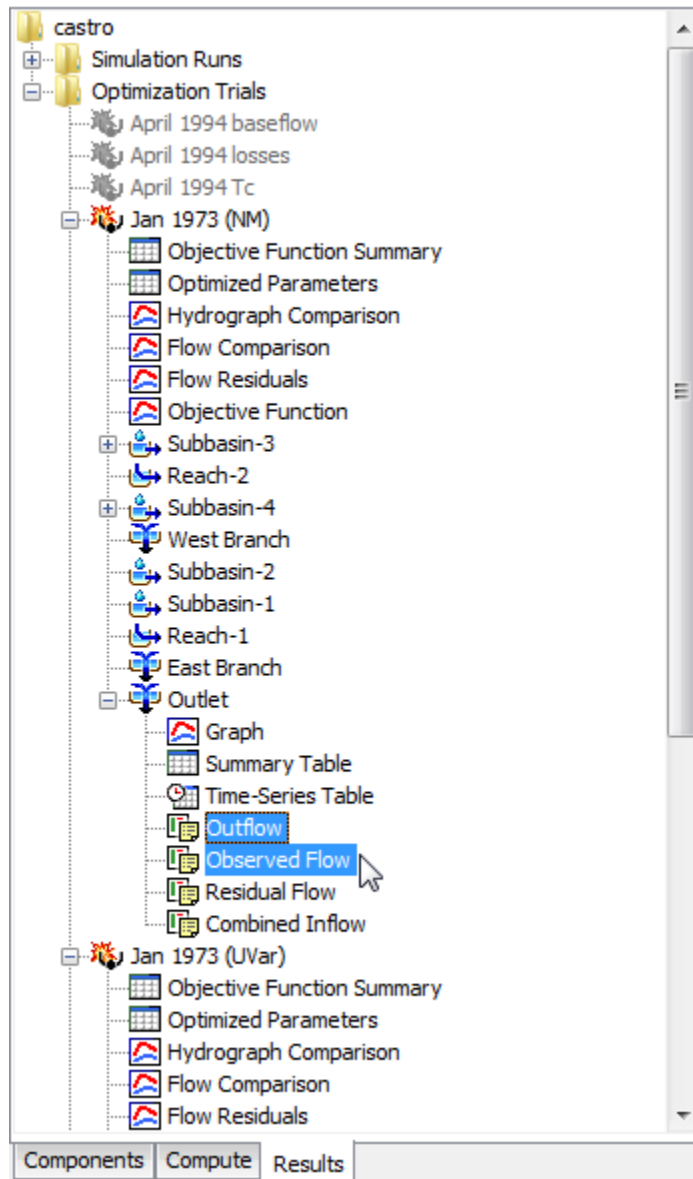 castro
Simulation Runs
Optimization Trials
April 1994 baseflow
April 1994 losses
April 1994 Tc
Jan 1973 (NM)
Objective Function Summary
Optimized Parameters
Hydrograph Comparison
Flow Comparison
Flow Residuals
Objective Function
Subbasin-3
Reach-2
Subbasin-4
West Branch
Subbasin-2
Subbasin-1
Reach-1
East Branch
Outlet
Graph
Summary Table
Time-Series Table
Outflow
Observed Flow
Residual Flow
Combined Inflow
Jan 1973 (UVar)
Objective Function Summary
Optimized Parameters
Hydrograph Comparison
Flow Comparison
Flow Residuals
Components Compute Results